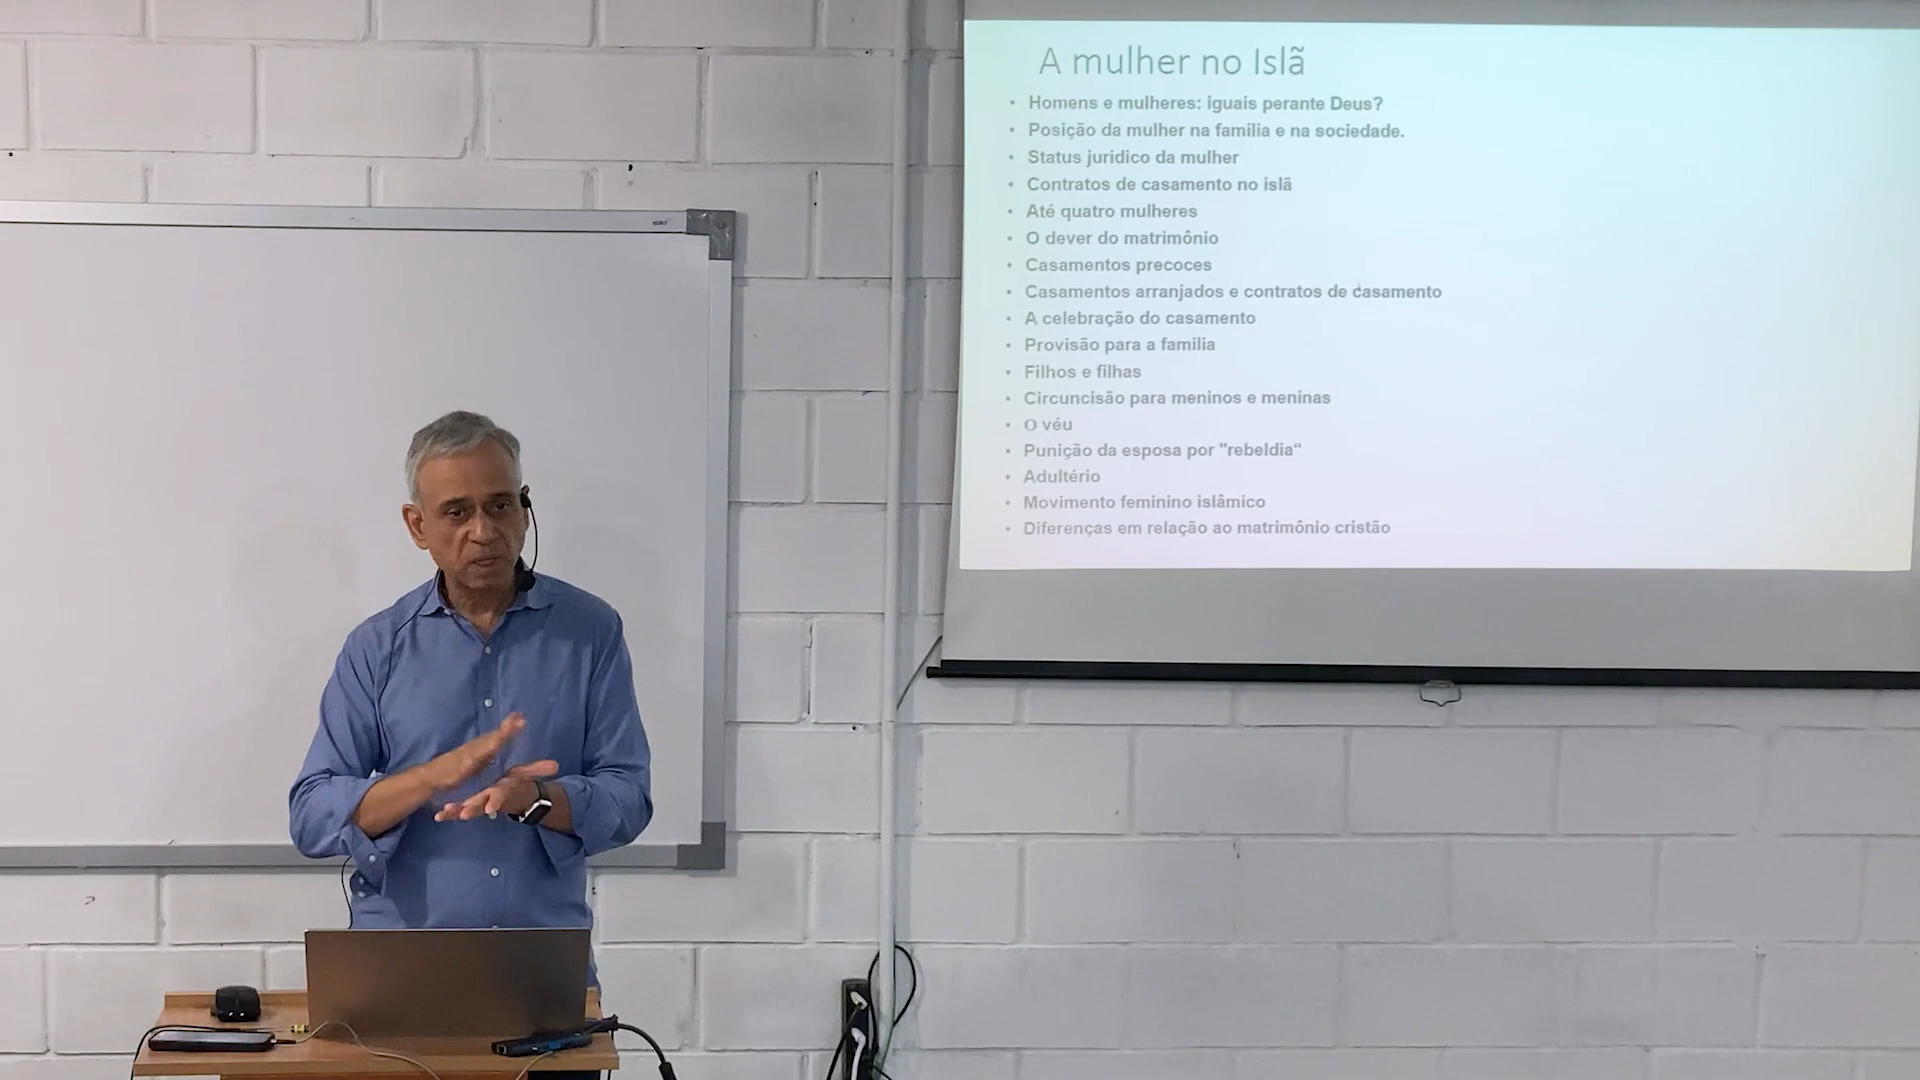 A mulher no Islã
• Homens e mulheres: iguais perante Deus?
• Posição da mulher na familia e na sociedade.
• Status juridico da mulher
• Contratos de casamento no islã
• Até quatro mulheres
• O dever do matrimônio
• Casamentos precoces
• Casamentos arranjados e contratos de casamento
• A celebração do casamento
• Provisão para a familia
• Filhos e filhas
• Circuncisão para meninos e meninas
• O véu
• Punição da esposa por "rebeldia“
• Adultério
• Movimento feminino islâmico
• Diferenças em relação ao matrimônio cristão